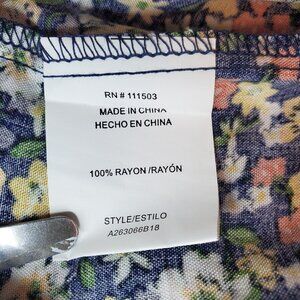 RN # 111503
MADE IN CHINA
HECHO EN CHINA
100% RAYON/RAYÓN
STYLE/ESTILO
A263066B18